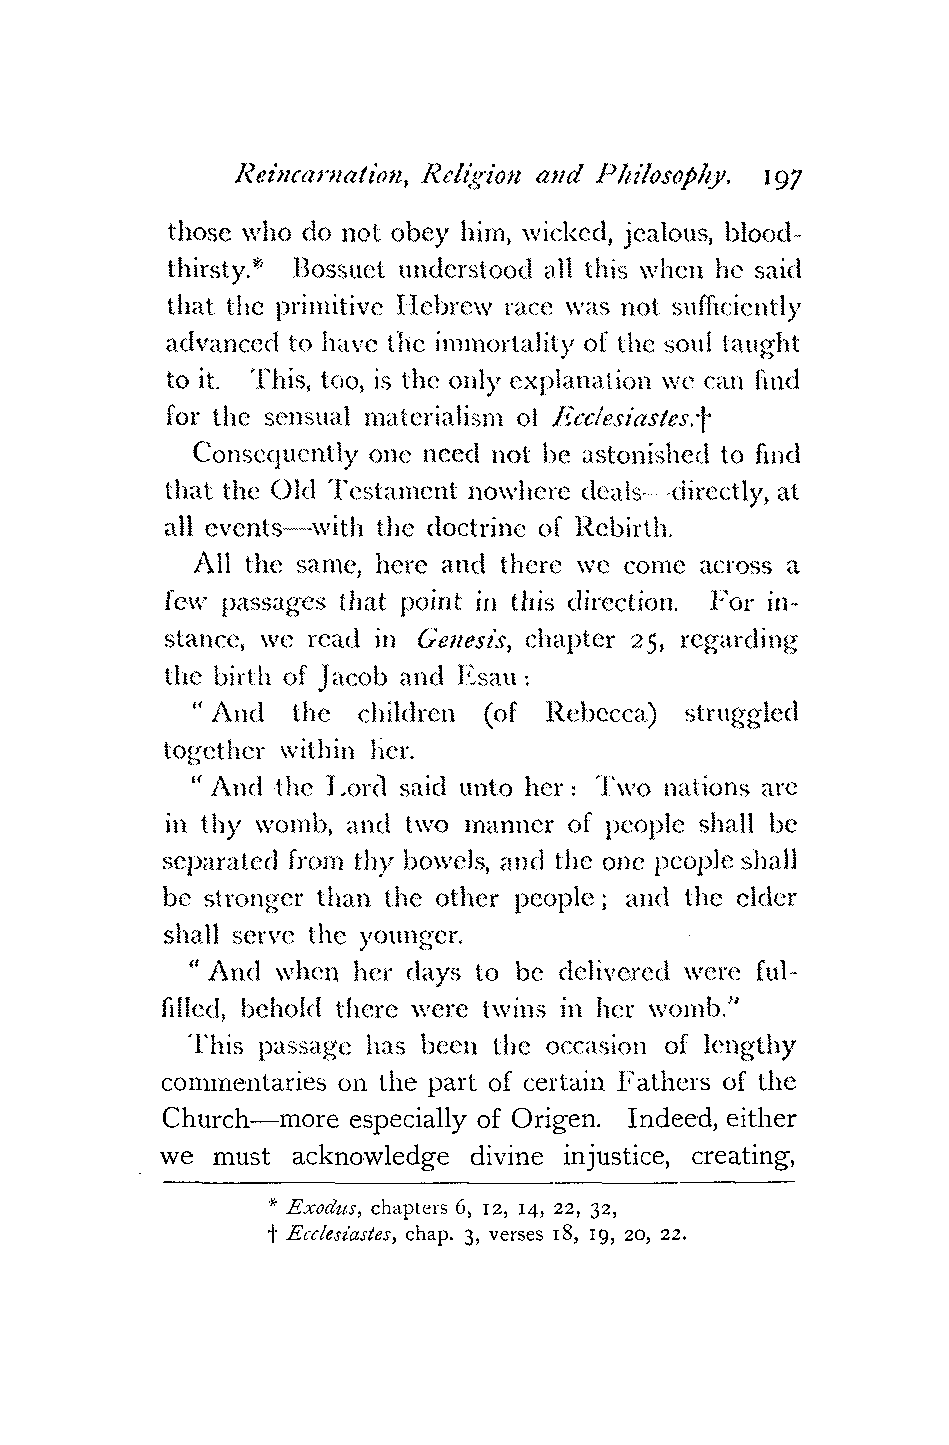 Reincarnation, Religion and Philosophy. 197
those who do not obey him, wicked, jealous, blood-
thirsty.* Bossuet understood all this when he said
that the primitive Hebrew race was not sufficiently
advanced to have the immortality of the soul taught
to it. This, too, is the only explanation we can find
for the sensual materialism of Ecclesiastes.†
Consequently one need not be astonished to find
that the Old Testament nowhere deals—directly, at
all events—with the doctrine of Rebirth.
All the same, here and there we come across a
few passages that point in this direction. For in-
stance, we read in Genesis, chapter 25, regarding
the birth of Jacob and Esau:
"And the children (of Rebecca) struggled
together within her.
"And the Lord said unto her: Two nations are
in thy womb, and two manner of people shall be
separated from thy bowels, and the one people shall
be stronger than the other people; and the elder
shall serve the younger.
"And when her days to be delivered were ful-
filled, behold there were twins in her womb."
This passage has been the occasion of lengthy
commentaries on the part of certain Fathers of the
Church—more especially of Origen. Indeed, either
we must acknowledge divine injustice, creating,
* Exodus, chapters 6, 12, 14, 22, 32,
† Ecclesiastes, chap. 3, verses 18, 19, 20, 22.